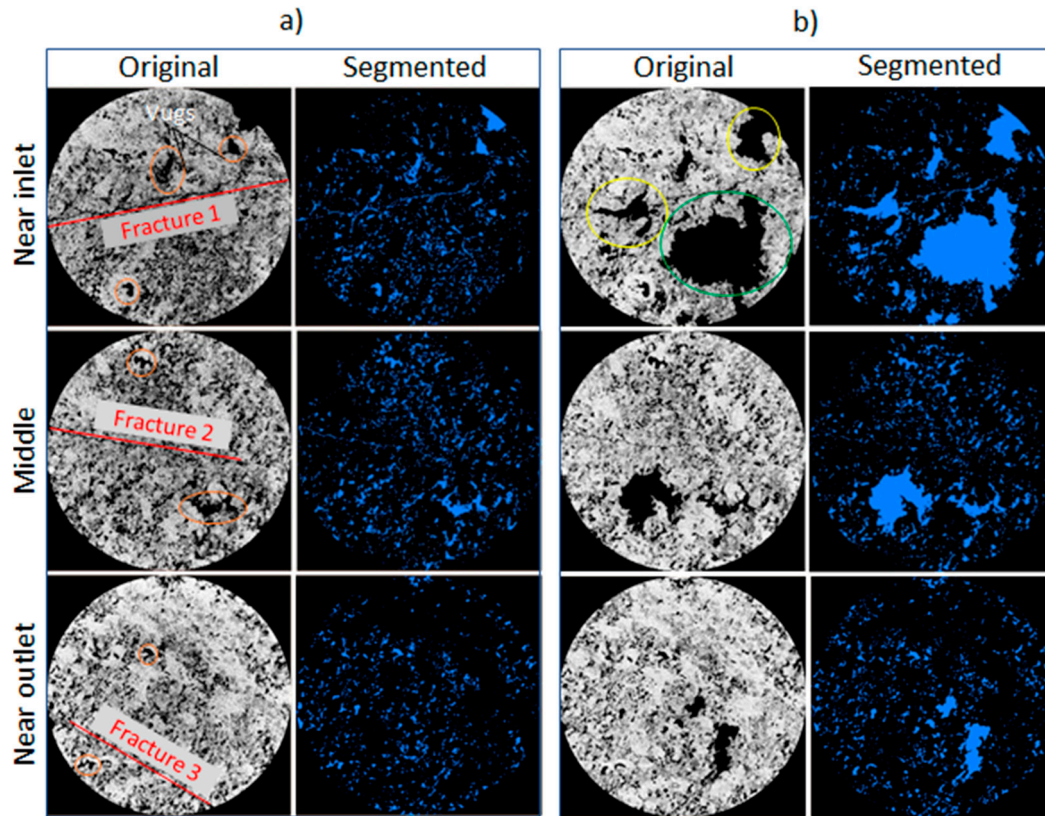 a)
b)
Original
Segmented
Original
Segmented
Near inlet
Vugs
Fracture 1
Middle
Fracture 2
Near outlet
Fracture 3